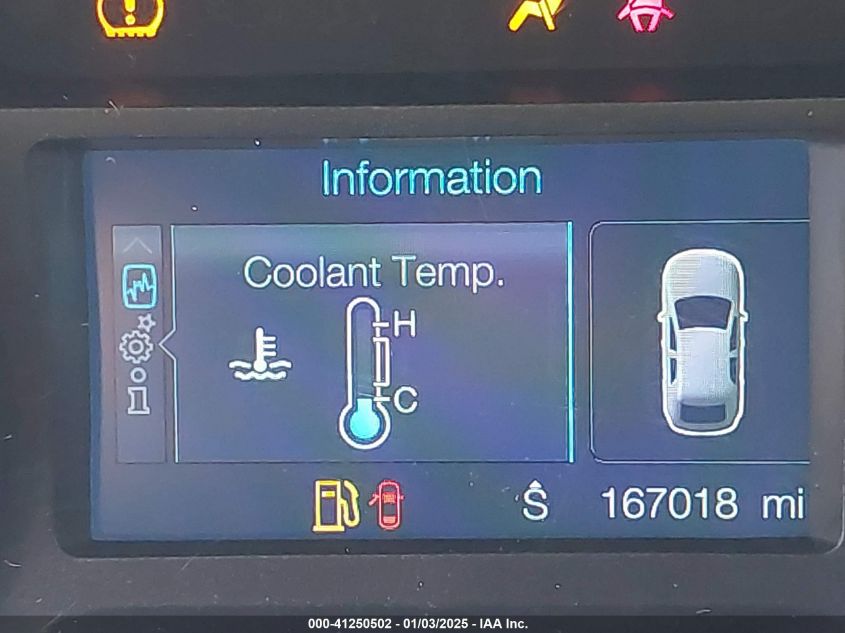 Information
Coolant Temp.
H
C
S 167018 mi
000-41250502 - 01/03/2025 - IAA Inc.